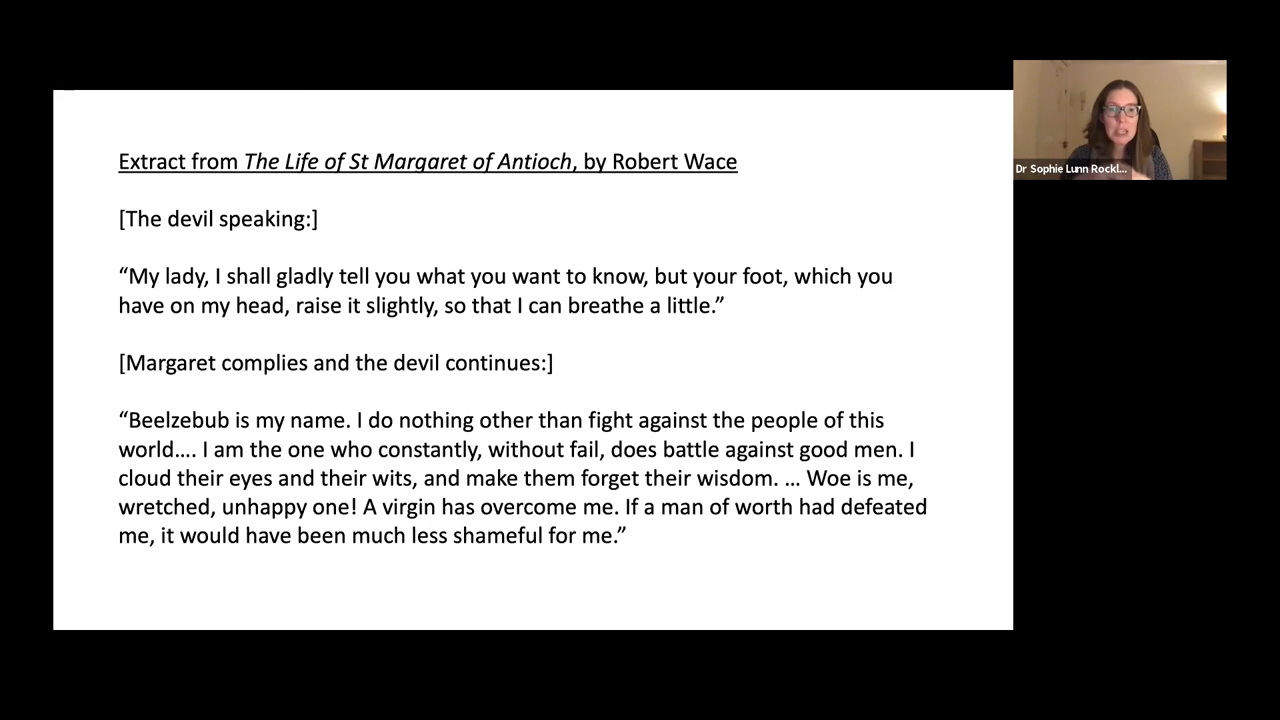 Extract from The Life of St Margaret of Antioch, by Robert Wace
[The devil speaking:]
“My lady, I shall gladly tell you what you want to know, but your foot, which you
have on my head, raise it slightly, so that I can breathe a little.”
[Margaret complies and the devil continues:]
“Beelzebub is my name. I do nothing other than fight against the people of this
world…. I am the one who constantly, without fail, does battle against good men. I
cloud their eyes and their wits, and make them forget their wisdom. … Woe is me,
wretched, unhappy one! A virgin has overcome me. If a man of worth had defeated
me, it would have been much less shameful for me.”
Dr Sophie Lunn Rockl...